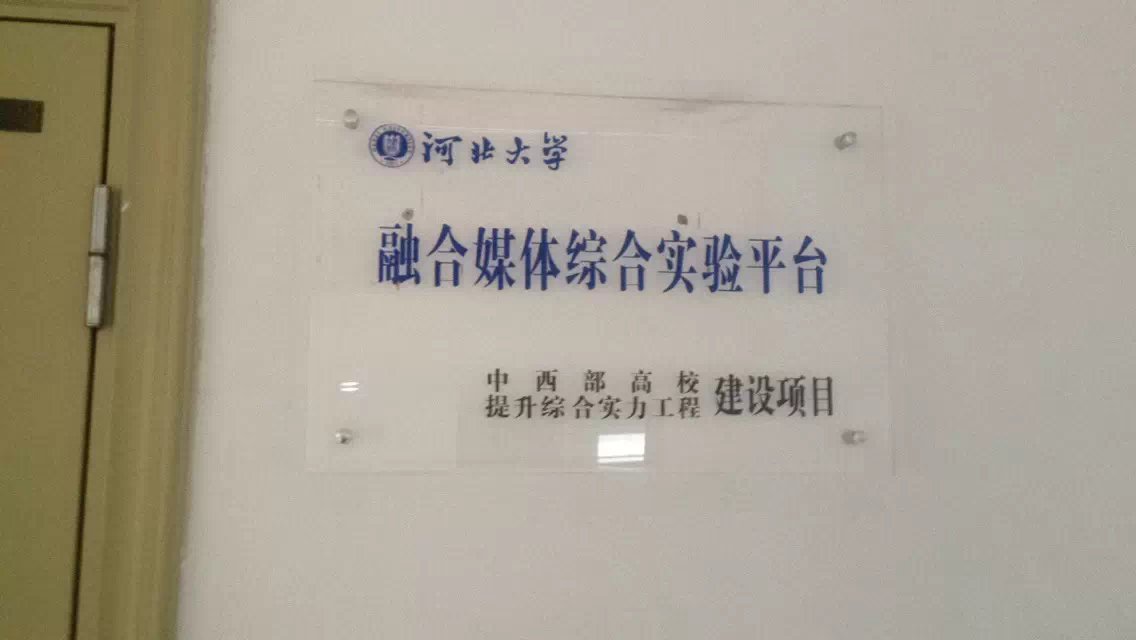 河北大学
融合媒体综合实验平台
中西部高校
提升综合实力工程 建设项目